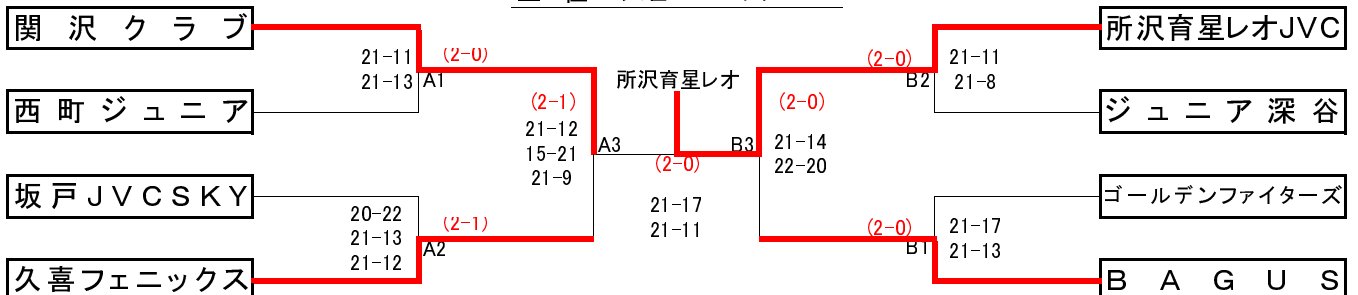 関沢クラブ
西町ジュニア
坂戸JVCSKY
久喜フェニックス
21-11
21-13
(2-0)
A1
20-22
21-13
21-12
(2-1)
A2
(2-1)
21-12
15-21
21-9
A3
所沢育星レオ
(2-0)
21-17
21-11
(2-0)
21-14
22-20
B3
(2-0)
B2
21-11
21-8
(2-0)
B1
21-17
21-13
所沢育星レオJVC
ジュニア深谷
ゴールデンファイターズ
BAGUS